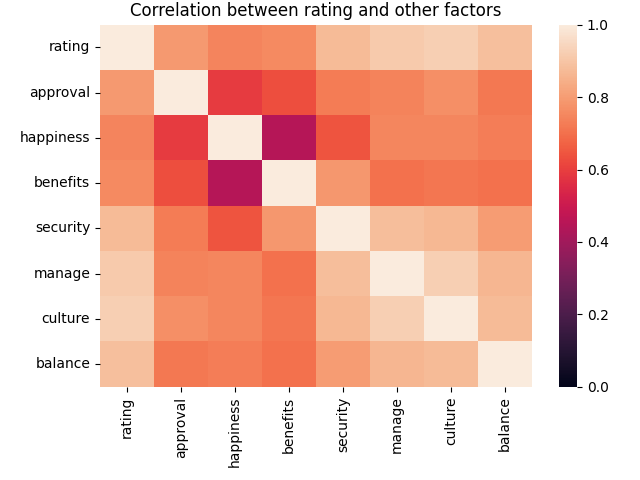 Correlation between rating and other factors
rating
approval
happiness
benefits
security
manage
culture
balance
rating
approval
happiness
benefits
security
manage
culture
balance
1.0
0.8
0.6
0.4
0.2
0.0